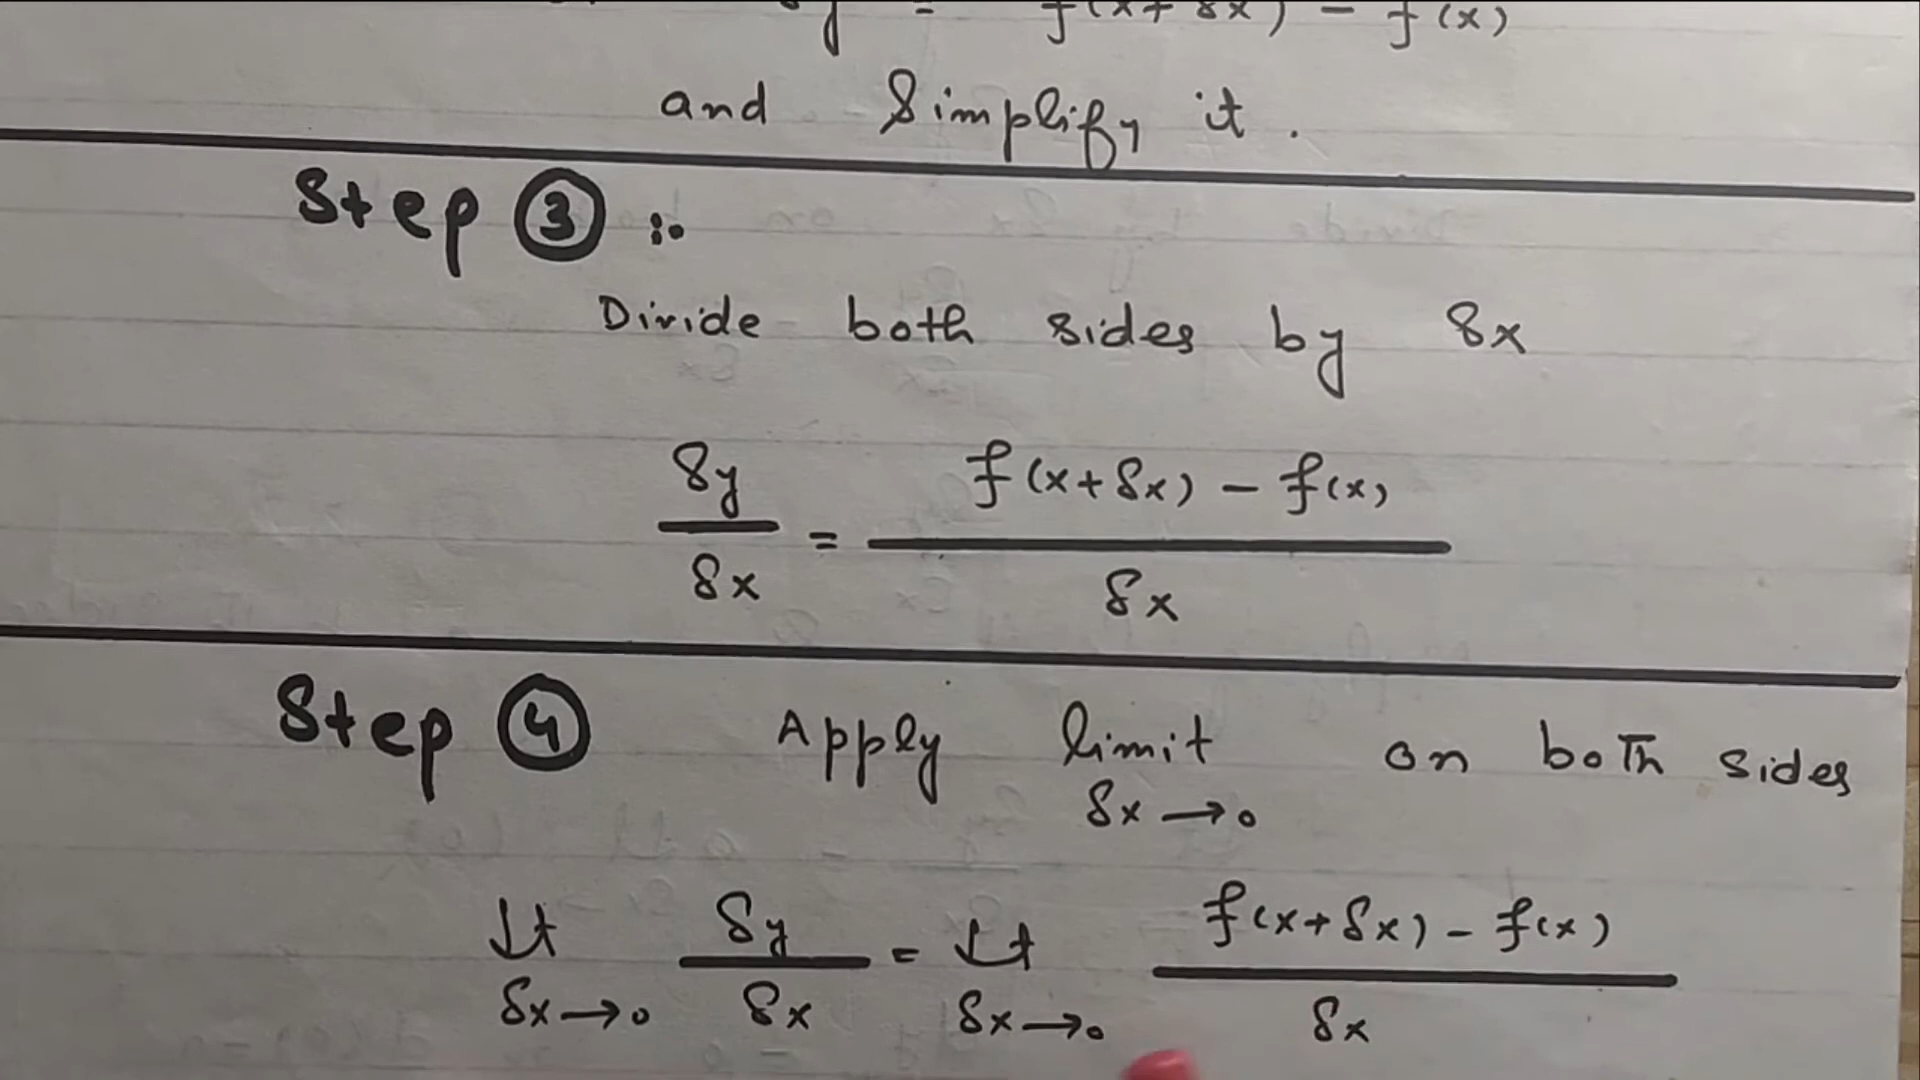 y = f(x+δx) - f(x)
and Simplify it.
Step ③ :-
Divide both sides by δx
δy/δx = f(x+δx) - f(x) / δx
Step ④ Apply limit on both sides
δx→0
Lt δx→0 δy/δx = Lt δx→0 f(x+δx) - f(x) / δx